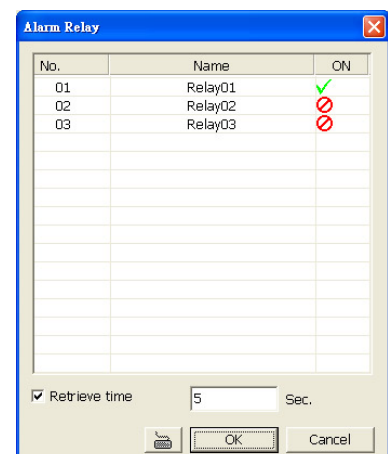 Alarm Relay
No. Name ON
01 Relay01
02 Relay02
03 Relay03
Retrieve time 5 Sec.
OK Cancel